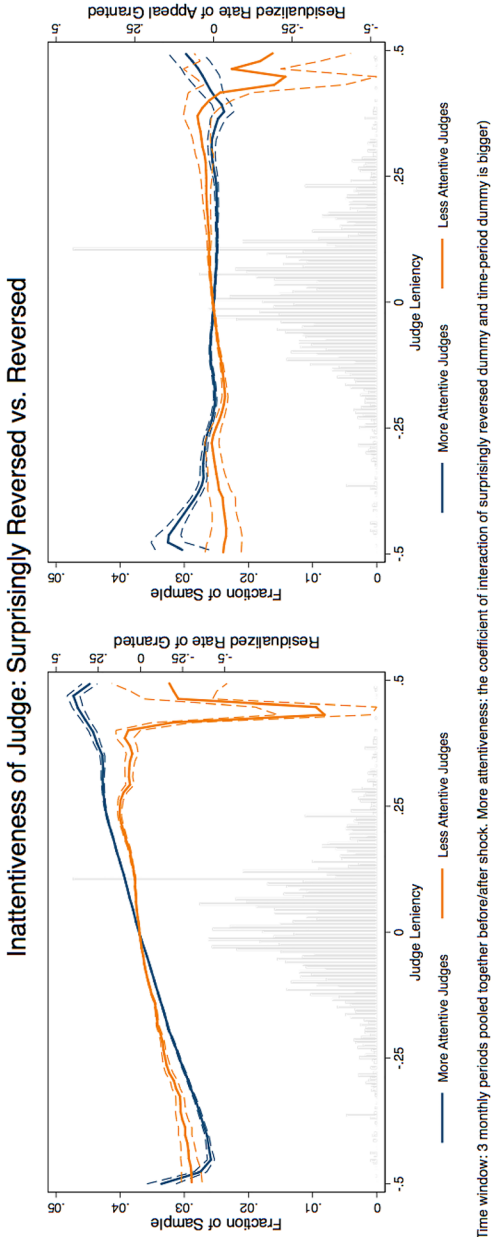 Inattentiveness of Judge: Surprisingly Reversed vs. Reversed
Residualized Rate of Granted
.5
.25
0
-.25
-.5
Fraction of Sample
.05
.04
.03
.02
.01
0
-.5
-.25
0
.25
.5
Judge Leniency
More Attentive Judges
Less Attentive Judges
Residualized Rate of Appeal Granted
.5
.25
0
-.25
-.5
Fraction of Sample
.05
.04
.03
.02
.01
0
-.5
-.25
0
.25
.5
Judge Leniency
More Attentive Judges
Less Attentive Judges
Time window: 3 monthly periods pooled together before/after shock. More attentiveness: the coefficient of interaction of surprisingly reversed dummy and time-period dummy is bigger)